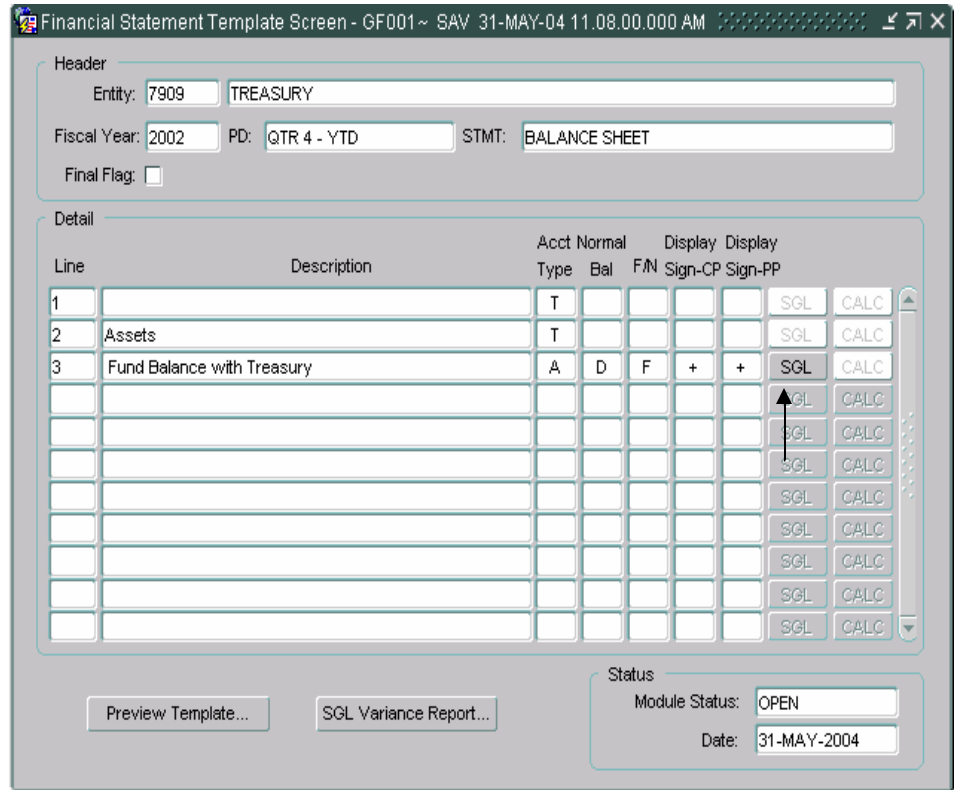 Financial Statement Template Screen - GF001~ SAV 31-MAY-04 11.08.00.000 AM
Header
Entity: 7909 TREASURY
Fiscal Year: 2002 PD: QTR 4 - YTD STMT: BALANCE SHEET
Final Flag:
Detail
Acct Normal Display Display
Line Description Type Bal F/N Sign-CP Sign-PP
1 T SGL CALC
2 Assets T SGL CALC
3 Fund Balance with Treasury A D F + + SGL CALC
SGL CALC
SGL CALC
SGL CALC
SGL CALC
SGL CALC
SGL CALC
SGL CALC
SGL CALC
Status
Preview Template... SGL Variance Report... Module Status: OPEN
Date: 31-MAY-2004